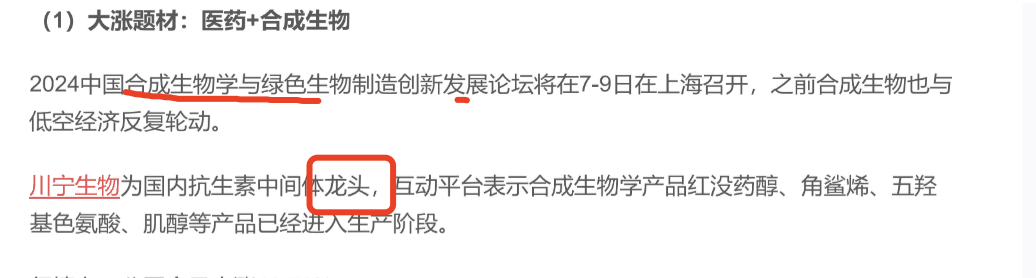 （1）大涨题材：医药+合成生物
2024中国合成生物学与绿色生物制造创新发展论坛将在7-9日在上海召开，之前合成生物也与
低空经济反复轮动。
川宁生物为国内抗生素中间体龙头，互动平台表示合成生物学产品红没药醇、角鲨烯、五羟
基色氨酸、肌醇等产品已经进入生产阶段。